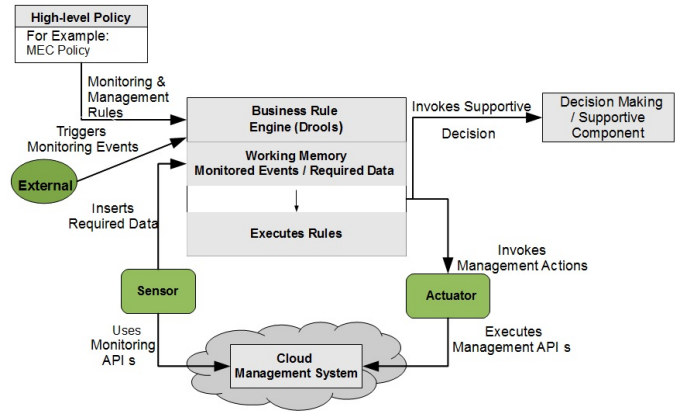 High-level Policy
For Example:
MEC Policy
Monitoring &
Management
Rules
Triggers
Monitoring Events
External
Business Rule
Engine (Drools)
Working Memory
Monitored Events / Required Data
Executes Rules
Invokes Supportive
Decision
Decision Making
/ Supportive
Component
Inserts
Required Data
Sensor
Uses
Monitoring
API s
Invokes
Management Actions
Actuator
Executes
Management API s
Cloud
Management System